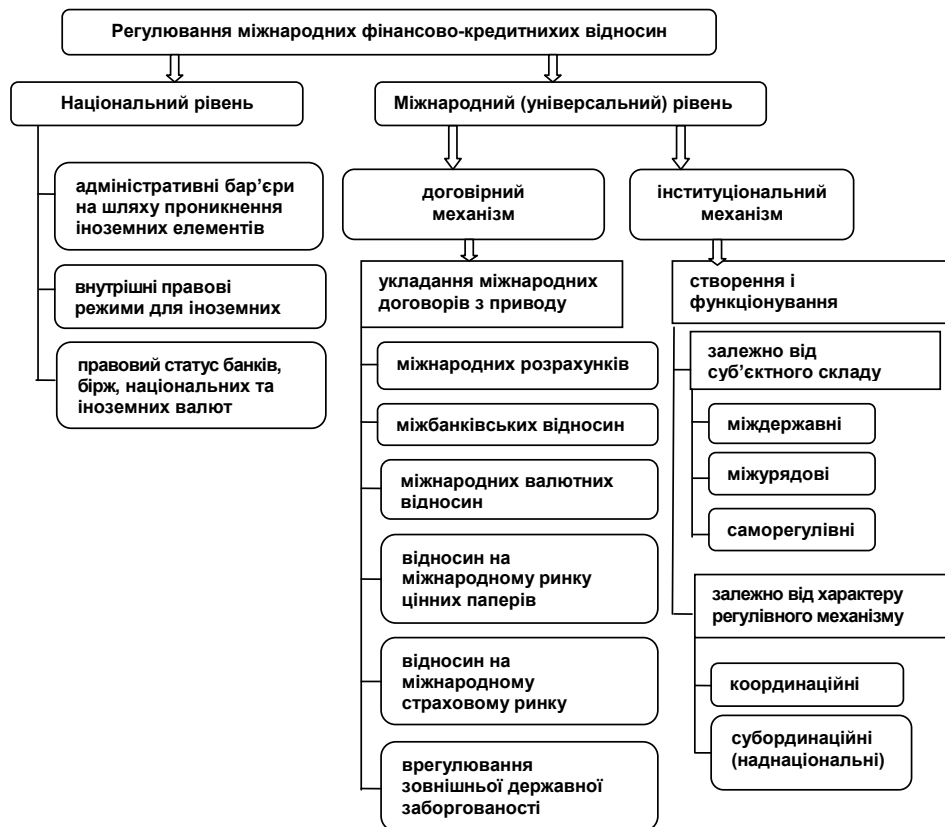 Регулювання міжнародних фінансово-кредитнихих відносин
Національний рівень
Міжнародний (універсальний) рівень
адміністративні бар’єри
на шляху проникнення
іноземних елементів
внутрішні правові
режими для іноземних
правовий статус банків,
бірж, національних та
іноземних валют
договірний
механізм
укладання міжнародних
договорів з приводу
міжнародних розрахунків
міжбанківських відносин
міжнародних валютних
відносин
відносин на
міжнародному ринку
цінних паперів
відносин на
міжнародному
страховому ринку
врегулювання
зовнішньої державної
заборгованості
інституціональний
механізм
створення і
функціонування
залежно від
суб’єктного складу
міждержавні
міжурядові
саморегулівні
залежно від характеру
регулівного механізму
координаційні
субординаційні
(наднаціональні)